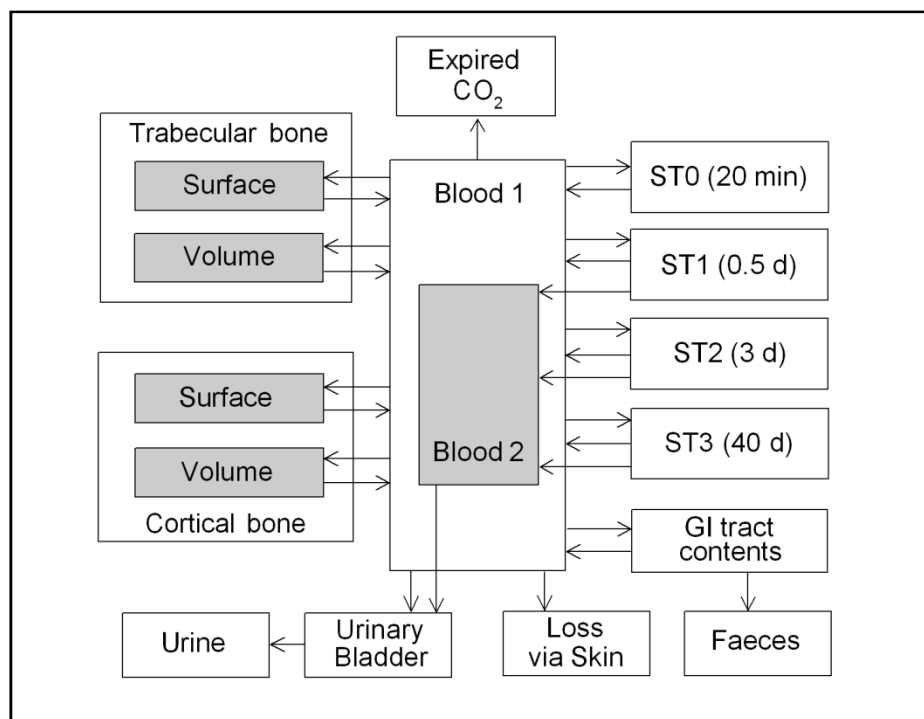 Expired
CO₂
Trabecular bone
Surface
Volume
Blood 1
ST0 (20 min)
ST1 (0.5 d)
ST2 (3 d)
ST3 (40 d)
Blood 2
Surface
Volume
Cortical bone
GI tract
contents
Urine
Urinary
Bladder
Loss
via Skin
Faeces